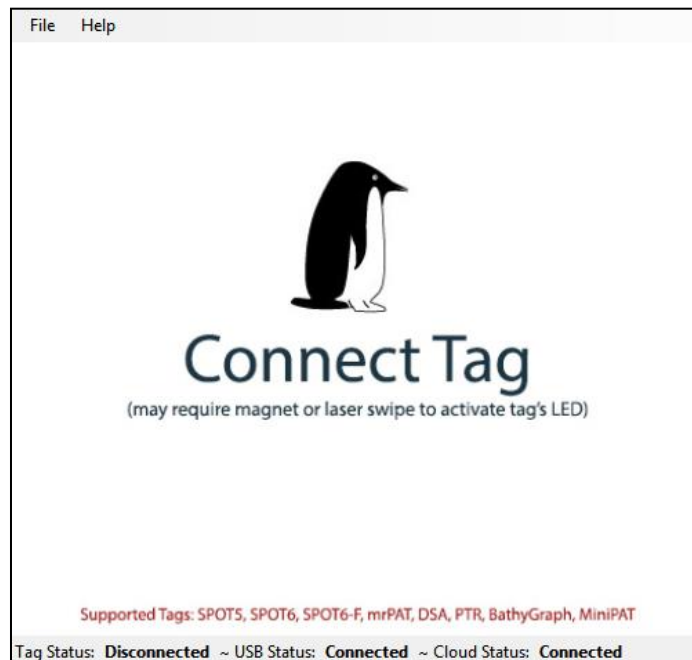 File Help
Connect Tag
(may require magnet or laser swipe to activate tag's LED)
Supported Tags: SPOT5, SPOT6, SPOT6-F, mrPAT, DSA, PTR, BathyGraph, MiniPAT
Tag Status: Disconnected ~ USB Status: Connected ~ Cloud Status: Connected